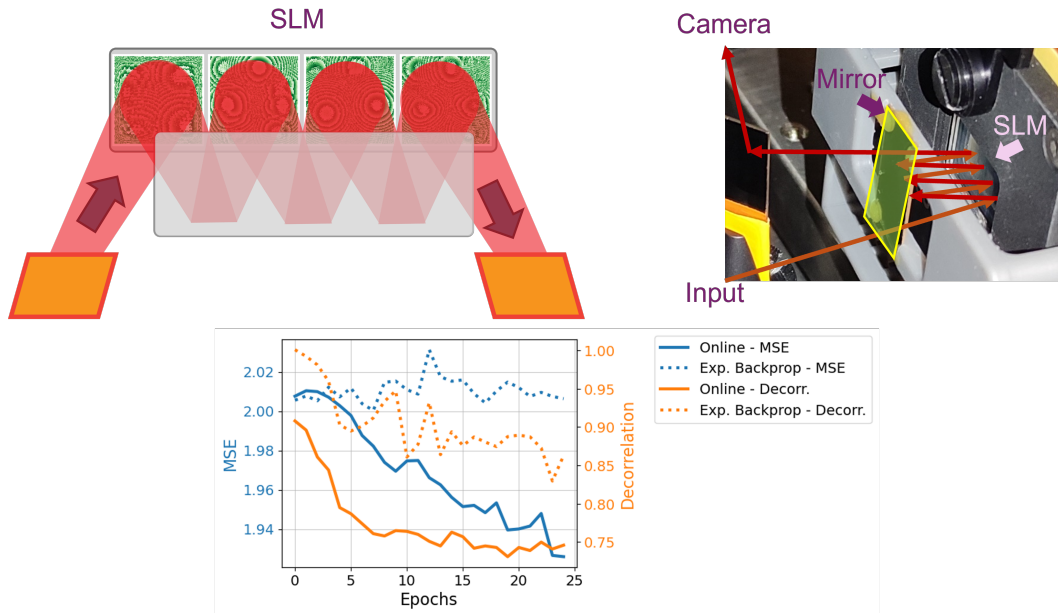 SLM
Camera
Mirror
SLM
Input
Online - MSE
Exp. Backprop - MSE
Online - Decorr.
Exp. Backprop - Decorr.
MSE
2.02
2.00
1.98
1.96
1.94
1.00
0.95
0.90
0.85
0.80
0.75
Decorrelation
0
5
10
15
20
25
Epochs